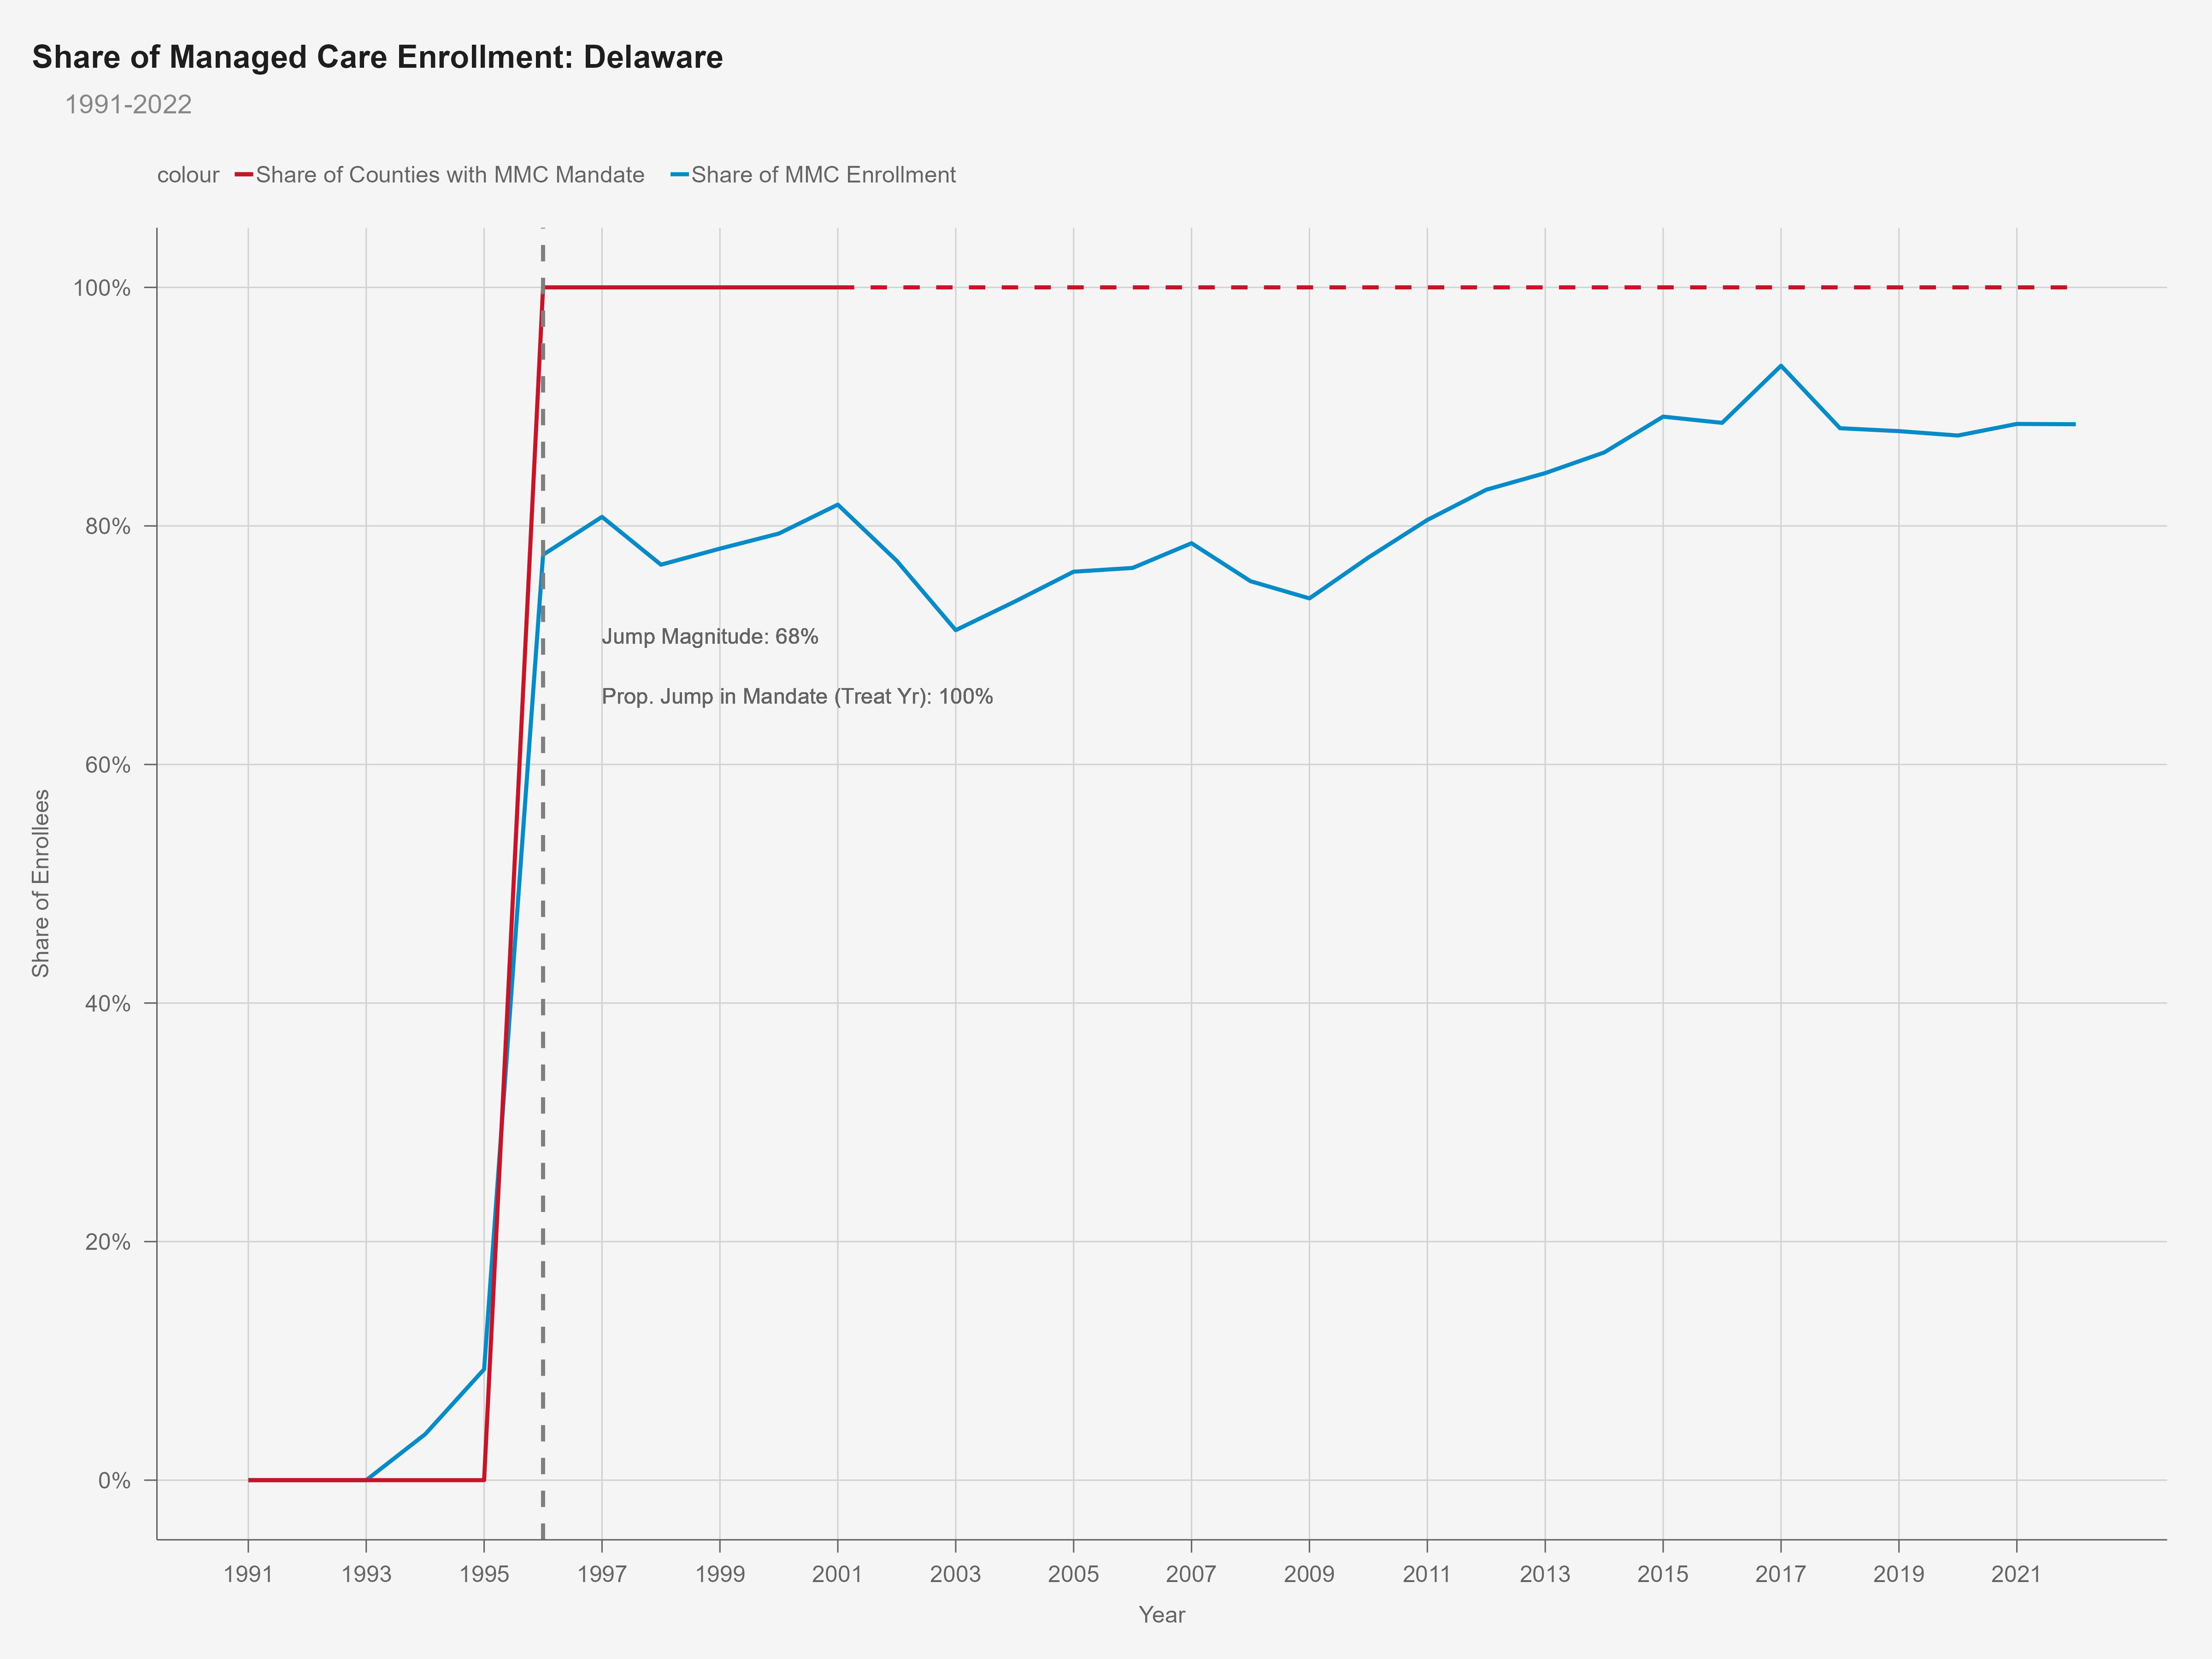 Share of Managed Care Enrollment: Delaware
1991-2022
colour Share of Counties with MMC Mandate Share of MMC Enrollment
100%
80%
60%
40%
20%
0%
Share of Enrollees
Jump Magnitude: 68%
Prop. Jump in Mandate (Treat Yr): 100%
1991 1993 1995 1997 1999 2001 2003 2005 2007 2009 2011 2013 2015 2017 2019 2021
Year